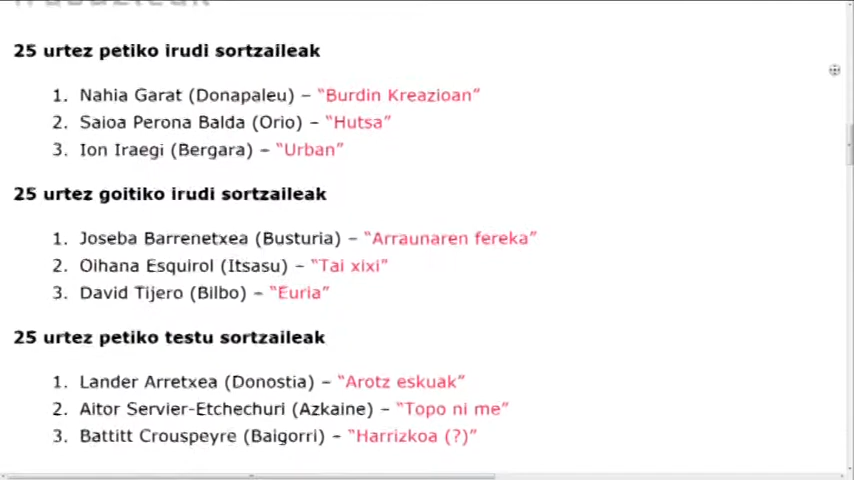 25 urtez petiko irudi sortzaileak
1. Nahia Garat (Donapaleu) – “Burdin Kreazioan”
2. Saioa Perona Balda (Orio) – “Hutsa”
3. Ion Iraegi (Bergara) – “Urban”
25 urtez goitiko irudi sortzaileak
1. Joseba Barrenetxea (Busturia) – “Arraunaren fereka”
2. Oihana Esquirol (Itsasu) – “Tai xixi”
3. David Tijero (Bilbo) – “Euria”
25 urtez petiko testu sortzaileak
1. Lander Arretxea (Donostia) – “Arotz eskuak”
2. Aitor Servier-Etchechuri (Azkaine) – “Topo ni me”
3. Battitt Crouspeyre (Baigorri) – “Harrizkoa (?)”